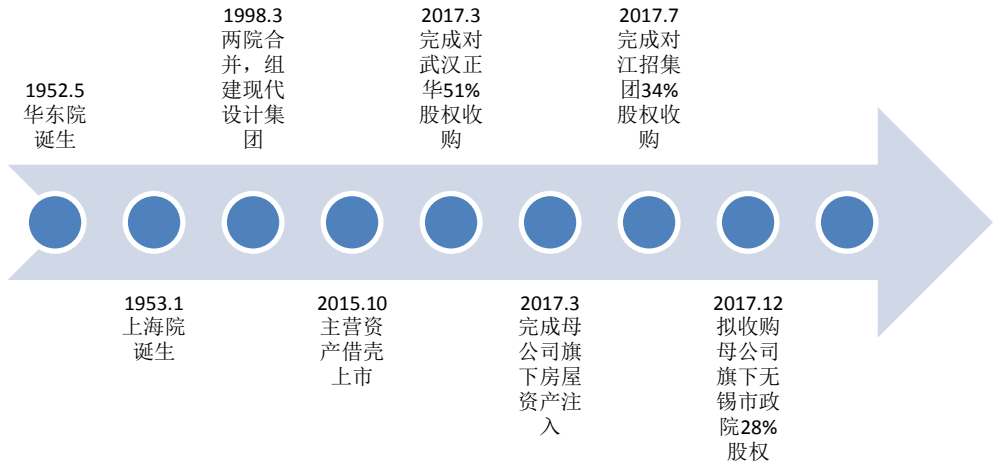 1952.5
华东院
诞生
1953.1
上海院
诞生
1998.3
两院合
并，组
建现代
设计集
团
2015.10
主营资
产借壳
上市
2017.3
完成对
武汉正
华51%
股权收
购
2017.3
完成母
公司旗
下房屋
资产注
入
2017.7
完成对
江招集
团34%
股权收
购
2017.12
拟收购
母公司
旗下无
锡市政
院28%
股权